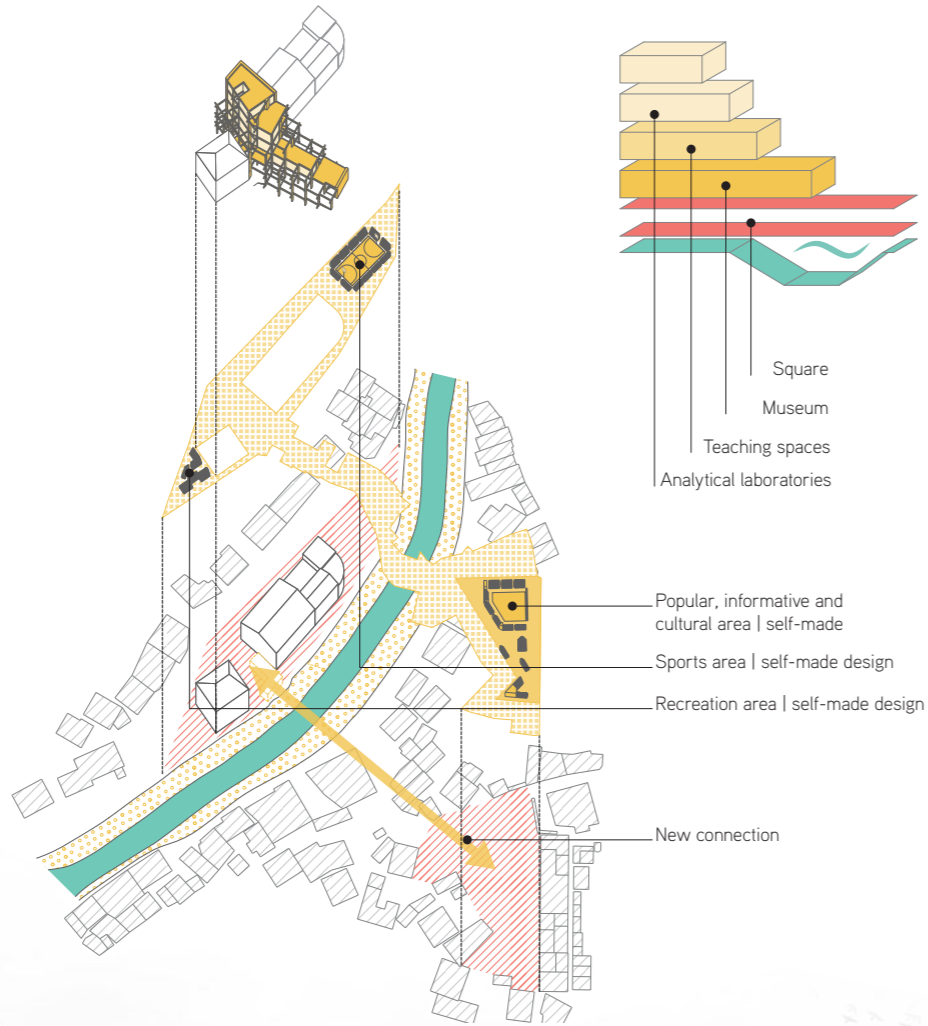 Square
Museum
Teaching spaces
Analytical laboratories
Popular, informative and
cultural area | self-made
Sports area | self-made design
Recreation area | self-made design
New connection